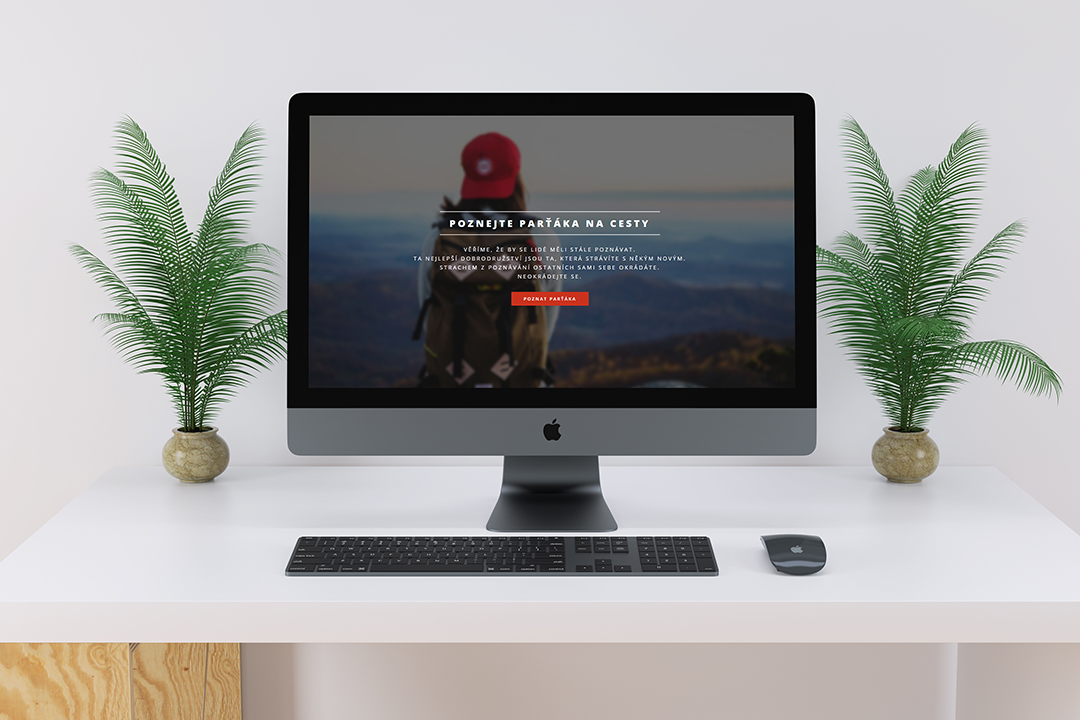 POZNEJTE PARŤÁKA NA CESTY
VĚŘÍME, ŽE BY SE LIDÉ MĚLI STÁLE POZNÁVAT.
TA NEJLEPŠÍ DOBRODRUŽSTVÍ JSOU TA, KTERÁ STRÁVÍTE S NĚKÝM NOVÝM.
STRACHEM Z POZNÁVÁNÍ OSTATNÍCH SAMI SEBE OKRÁDÁTE.
NEOKRÁDEJTE SE.
POZNAT PARŤÁKA